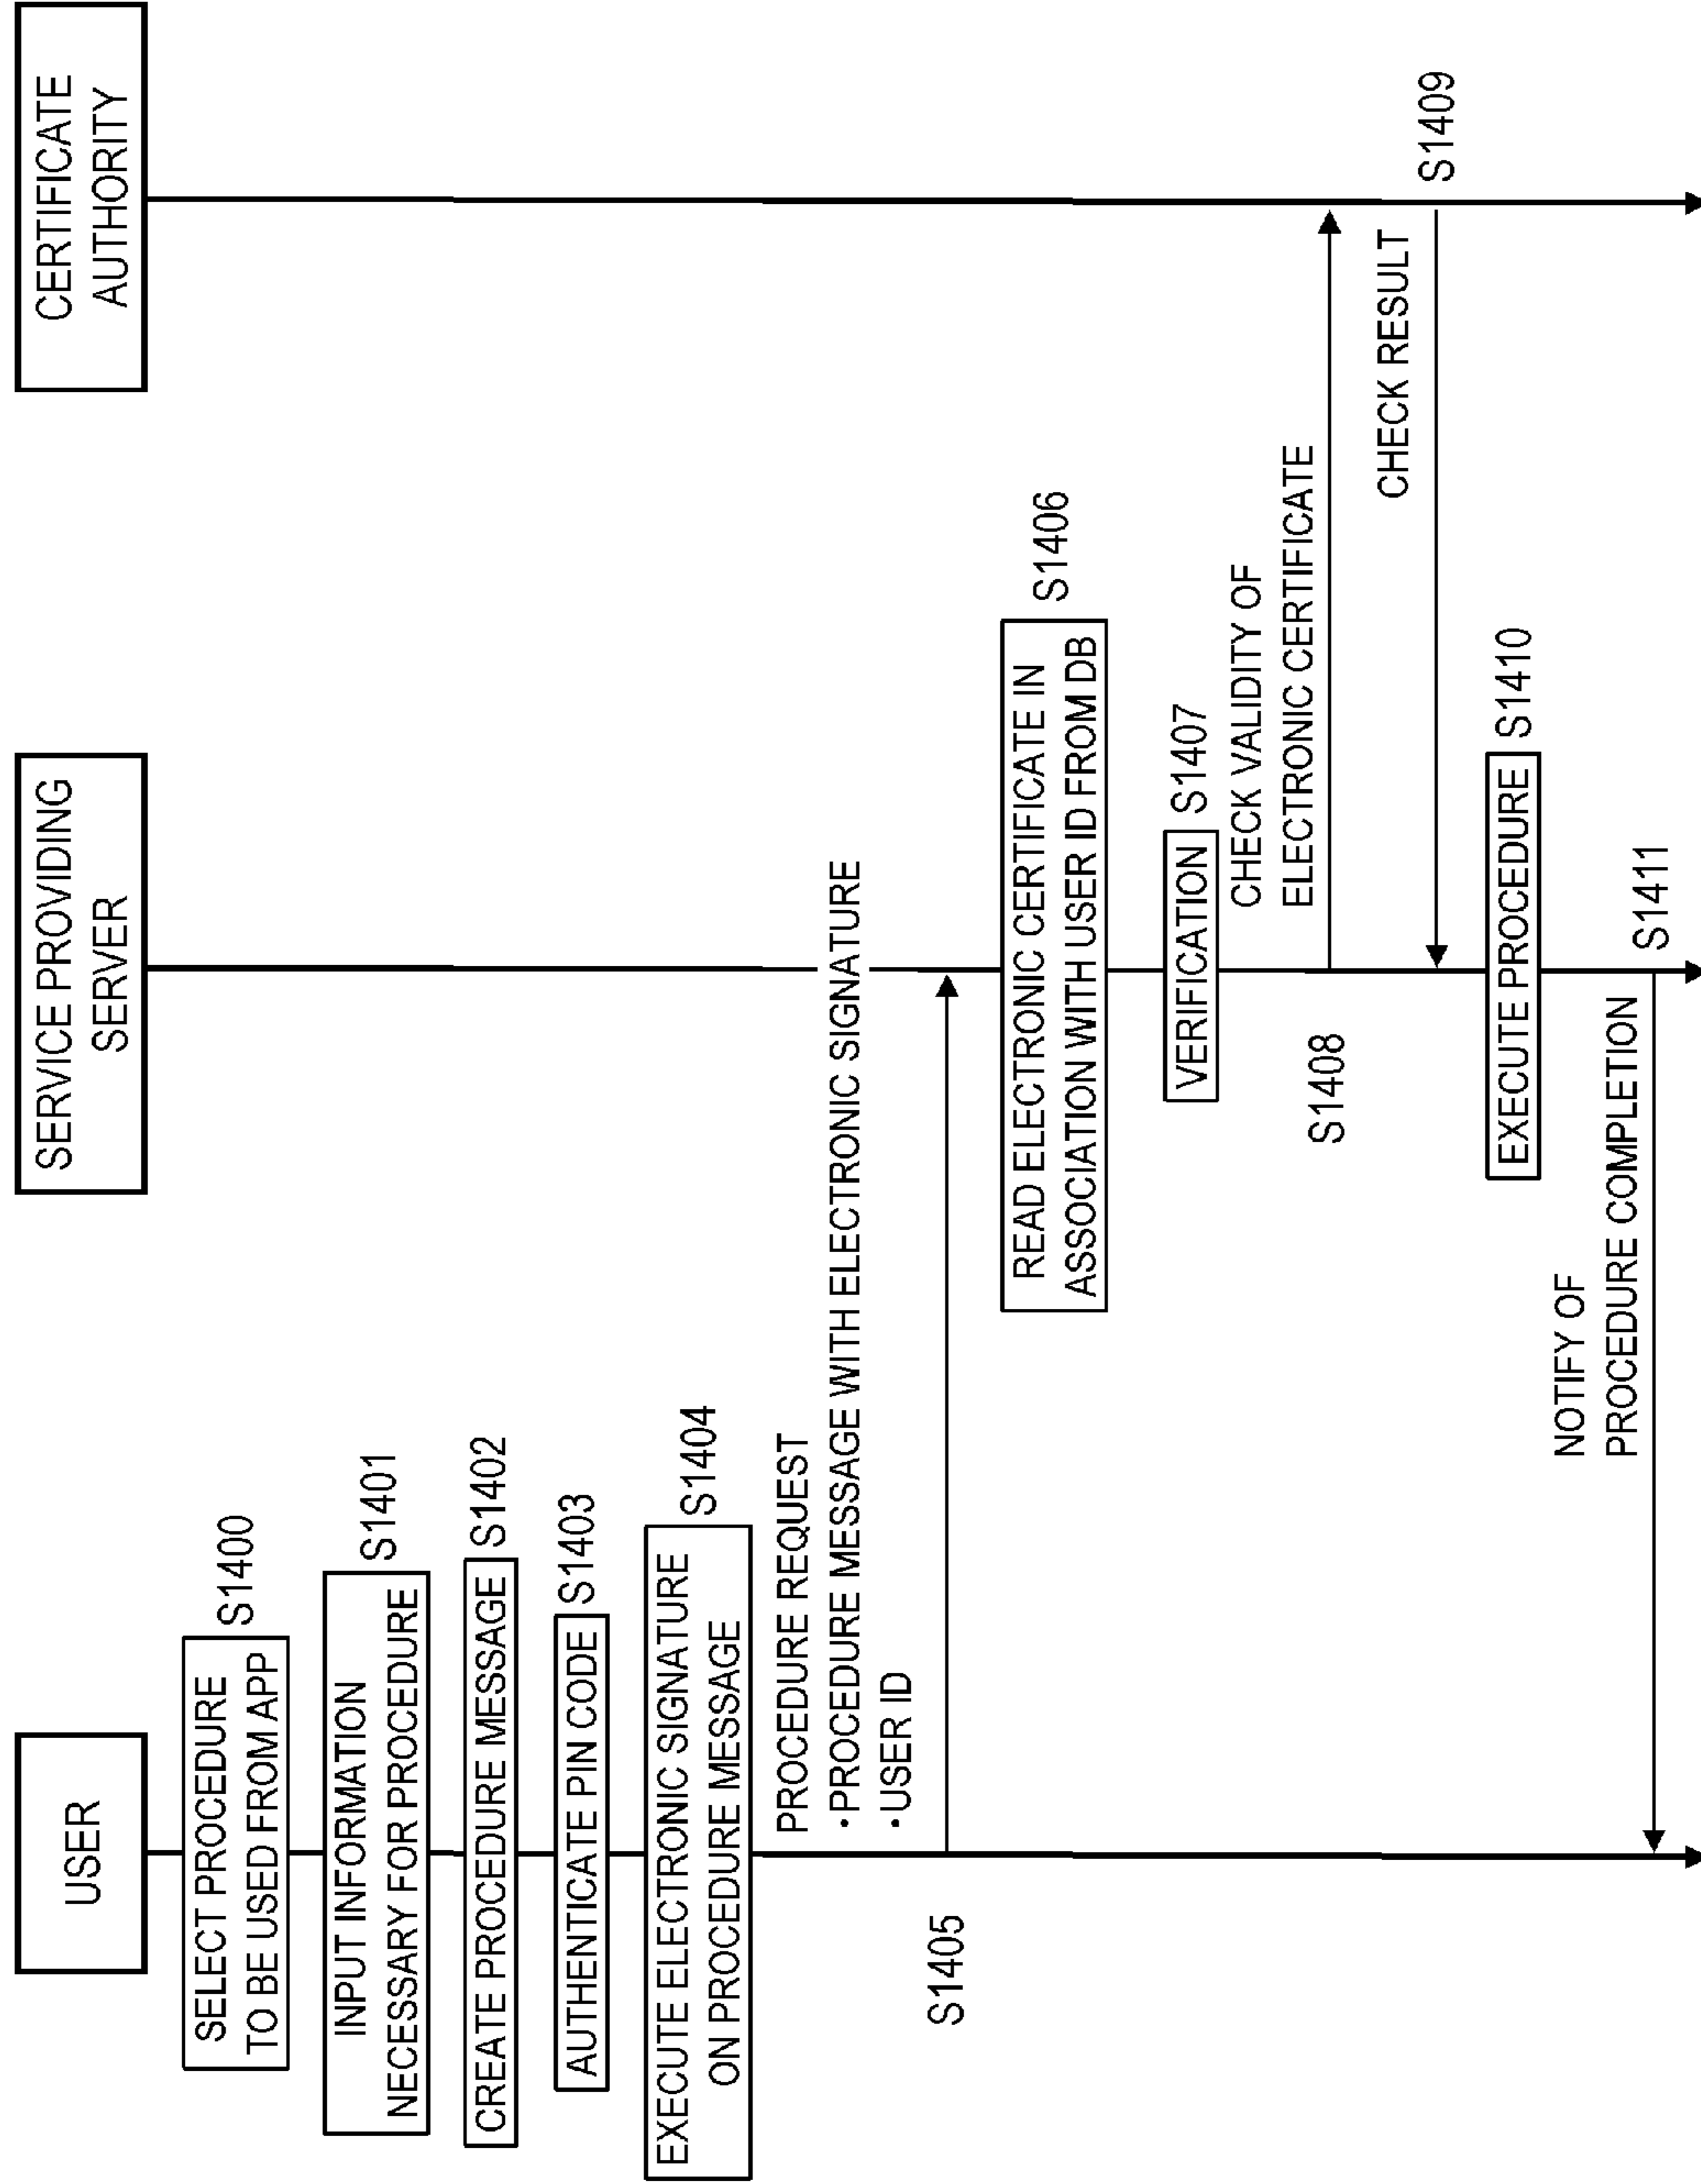 USER
SERVICE PROVIDING
SERVER
CERTIFICATE
AUTHORITY
SELECT PROCEDURE
TO BE USED FROM APP
S1400
INPUT INFORMATION
NECESSARY FOR PROCEDURE
S1401
CREATE PROCEDURE MESSAGE
S1402
AUTHENTICATE PIN CODE
S1403
EXECUTE ELECTRONIC SIGNATURE
ON PROCEDURE MESSAGE
S1404
PROCEDURE REQUEST
・PROCEDURE MESSAGE WITH ELECTRONIC SIGNATURE
・USER ID
S1405
READ ELECTRONIC CERTIFICATE IN
ASSOCIATION WITH USER ID FROM DB
S1406
VERIFICATION
S1407
CHECK VALIDITY OF
ELECTRONIC CERTIFICATE
S1408
CHECK RESULT
S1409
EXECUTE PROCEDURE
S1410
NOTIFY OF
PROCEDURE COMPLETION
S1411